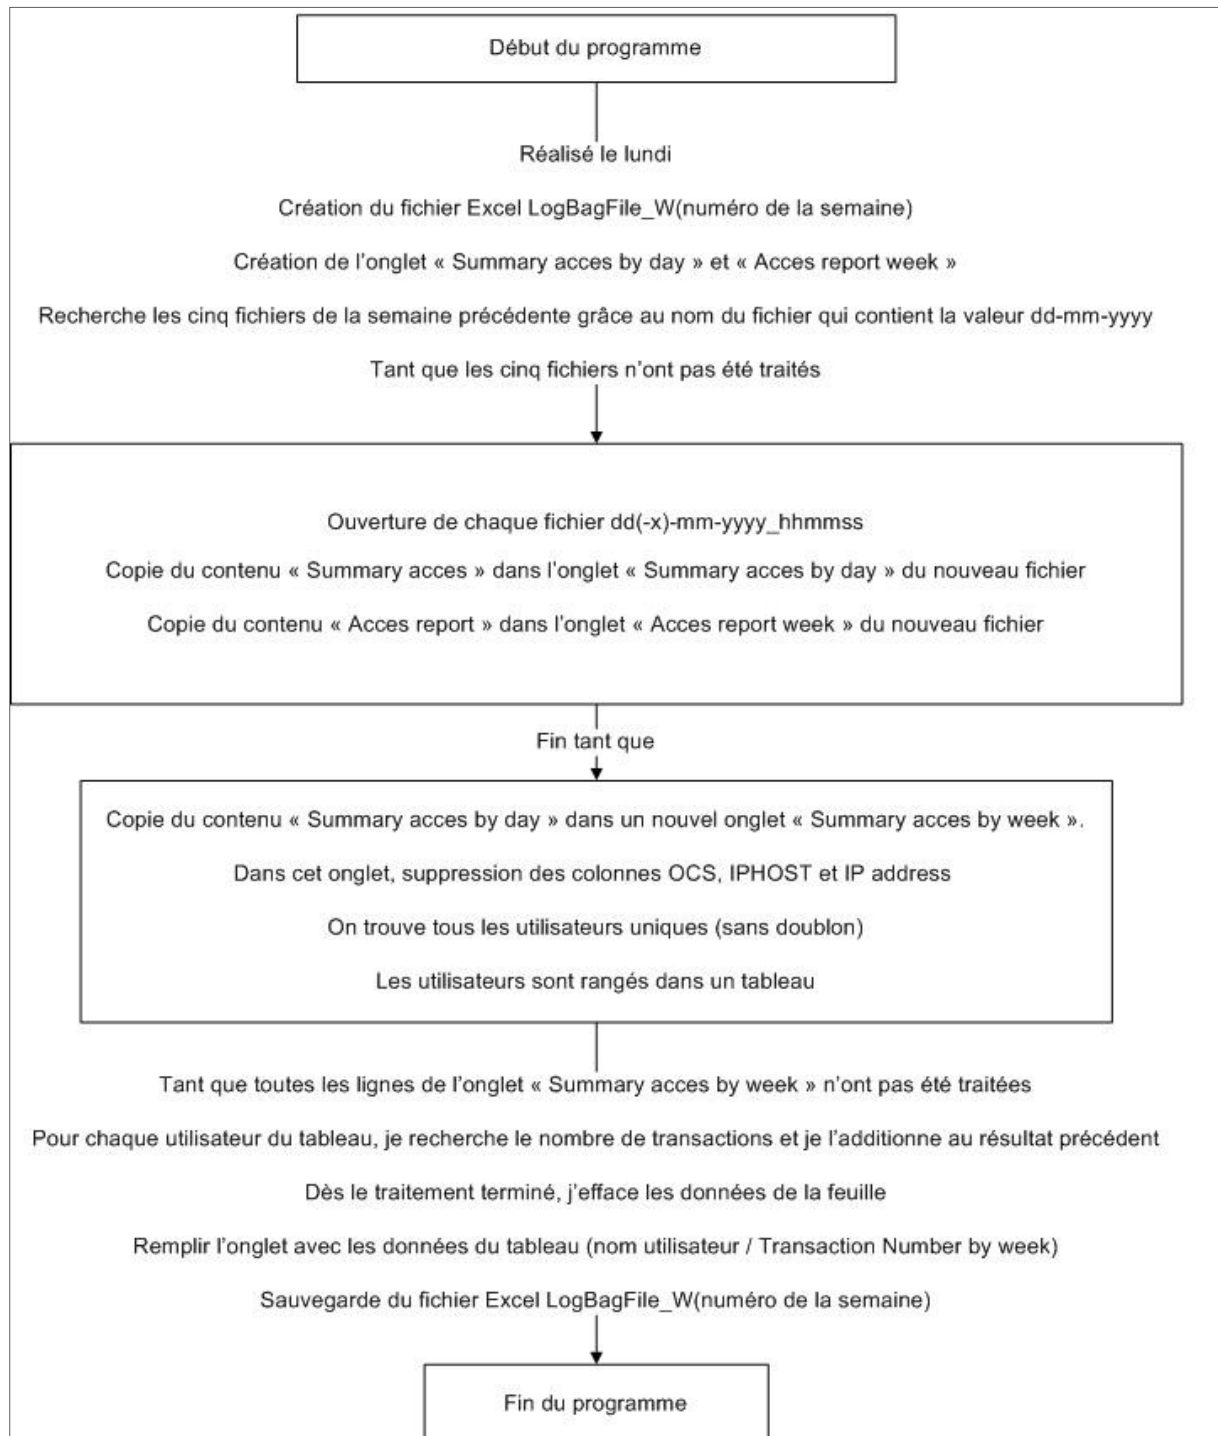 Début du programme
Réalisé le lundi
Création du fichier Excel LogBagFile_W(numéro de la semaine)
Création de l’onglet « Summary acces by day » et « Acces report week »
Recherche les cinq fichiers de la semaine précédente grâce au nom du fichier qui contient la valeur dd-mm-yyyy
Tant que les cinq fichiers n’ont pas été traités
Ouverture de chaque fichier dd(-x)-mm-yyyy_hhmmss
Copie du contenu « Summary acces » dans l’onglet « Summary acces by day » du nouveau fichier
Copie du contenu « Acces report » dans l’onglet « Acces report week » du nouveau fichier
Fin tant que
Copie du contenu « Summary acces by day » dans un nouvel onglet « Summary acces by week ».
Dans cet onglet, suppression des colonnes OCS, IPHOST et IP address
On trouve tous les utilisateurs uniques (sans doublon)
Les utilisateurs sont rangés dans un tableau
Tant que toutes les lignes de l’onglet « Summary acces by week » n’ont pas été traitées
Pour chaque utilisateur du tableau, je recherche le nombre de transactions et je l’additionne au résultat précédent
Dès le traitement terminé, j’efface les données de la feuille
Remplir l’onglet avec les données du tableau (nom utilisateur / Transaction Number by week)
Sauvegarde du fichier Excel LogBagFile_W(numéro de la semaine)
Fin du programme